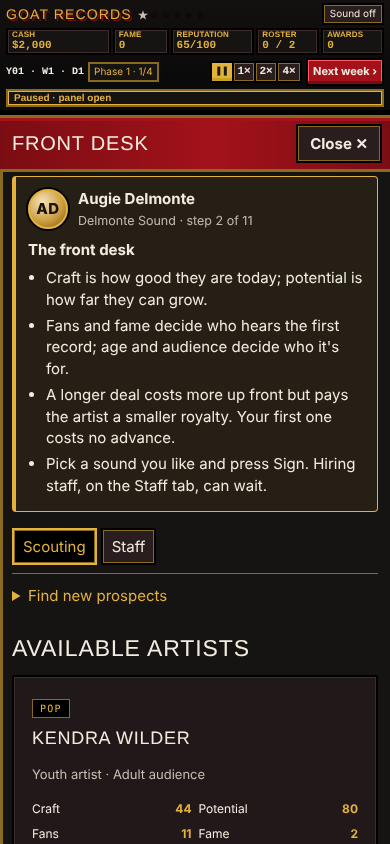 GOAT RECORDS ★
Sound off
CASH
$2,000
FAME
0
REPUTATION
65/100
ROSTER
0 / 2
AWARDS
0
Y01 · W1 · D1
Phase 1 · 1/4
1×
2×
4×
Next week ›
Paused · panel open
FRONT DESK
Close ✕
AD
Augie Delmonte
Delmonte Sound · step 2 of 11
The front desk
• Craft is how good they are today; potential is
how far they can grow.
• Fans and fame decide who hears the first
record; age and audience decide who it's
for.
• A longer deal costs more up front but pays
the artist a smaller royalty. Your first one
costs no advance.
• Pick a sound you like and press Sign. Hiring
staff, on the Staff tab, can wait.
Scouting
Staff
▶ Find new prospects
AVAILABLE ARTISTS
POP
KENDRA WILDER
Youth artist · Adult audience
Craft 44 Potential 80
Fans 11 Fame 2